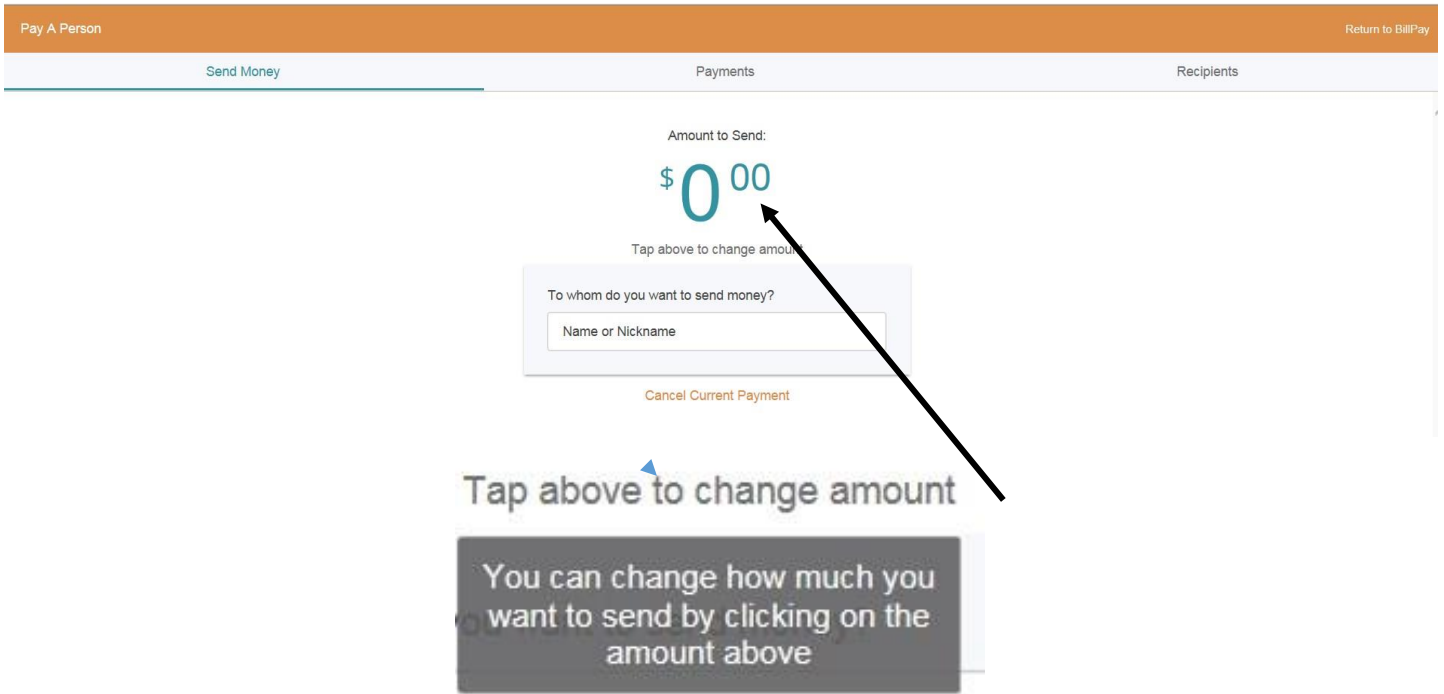 Pay A Person Return to BillPay
Send Money Payments Recipients
Amount to Send:
$0 00
Tap above to change amount
To whom do you want to send money?
Name or Nickname
Cancel Current Payment
Tap above to change amount
You can change how much you
want to send by clicking on the
amount above